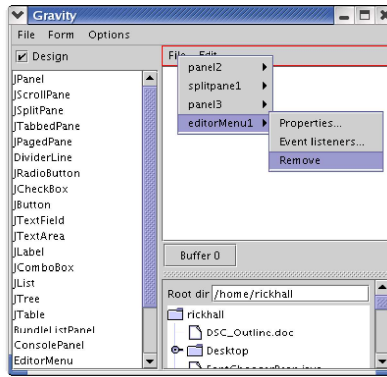 Gravity
File Form Options
Design
File Edit
panel2
splitpane1
panel3
editorMenu1
Properties...
Event listeners...
Remove
JPanel
JScrollPane
JSplitPane
JTabbedPane
JPagedPane
DividerLine
JRadioButton
JCheckBox
JButton
JTextField
JTextArea
JLabel
JComboBox
JList
JTree
JTable
BundleListPanel
ConsolePanel
EditorMenu
Buffer 0
Root dir /home/rickhall
rickhall
DSC_Outline.doc
Desktop